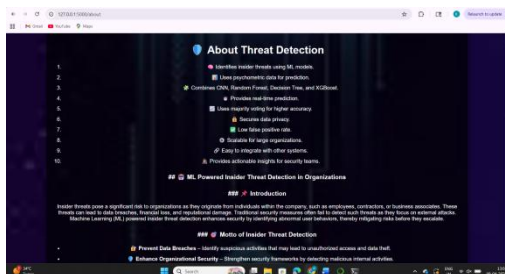 127.0.0.1:5000/about
Relaunch to update
Gmail YouTube Maps
🛡️ About Threat Detection
1. 🧠 Identifies insider threats using ML models.
2. 📊 Uses psychometric data for prediction.
3. Combines CNN, Random Forest, Decision Tree, and XGBoost.
4. Provides real-time prediction.
5. Uses majority voting for higher accuracy.
6. 🔒 Secures data privacy.
7. ✅ Low false positive rate.
8. ⚙️ Scalable for large organizations.
9. 🔗 Easy to integrate with other systems.
10. Provides actionable insights for security teams.
## ML Powered Insider Threat Detection in Organizations
### 📌 Introduction
Insider threats pose a significant risk to organizations as they originate from individuals within the company, such as employees, contractors, or business associates. These
threats can lead to data breaches, financial loss, and reputational damage. Traditional security measures often fail to detect such threats as they focus on external attacks.
Machine Learning (ML) powered insider threat detection enhances security by identifying abnormal user behaviors, thereby mitigating risks before they escalate.
### 🎯 Motto of Insider Threat Detection
• Prevent Data Breaches – Identify suspicious activities that may lead to unauthorized access and data theft.
• Enhance Organizational Security – Strengthen security frameworks by detecting malicious internal activities.
Search